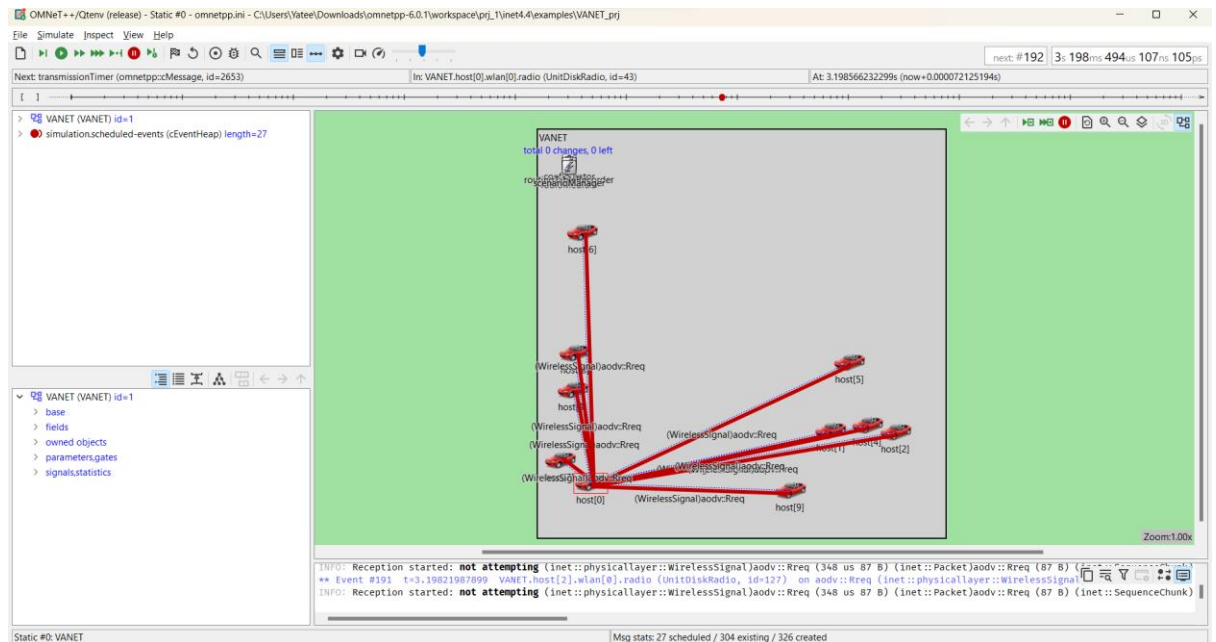 OMNeT++/Qtenv (release) - Static #0 - omnetpp.ini - C:\Users\Yatee\Downloads\omnetpp-6.0.1\workspace\prj_1\inet4.4\examples\VANET_prj
File Simulate Inspect View Help
next: #192 3s 198ms 494us 107ns 105ps
Next: transmissionTimer (omnetpp::cMessage, id=2653) In: VANET.host[0].wlan[0].radio (UnitDiskRadio, id=43) At: 3.198566232299s (now+0.000072125194s)
VANET (VANET) id=1
simulation.scheduled-events (cEventHeap) length=27
VANET (VANET) id=1
base
fields
owned objects
parameters,gates
signals,statistics
VANET
total 0 changes, 0 left
scenarioManager
host[6]
(WirelessSignal)aodv::Rreq
host[5]
(WirelessSignal)aodv::Rreq
(WirelessSignal)aodv::Rreq
(WirelessSignal)aodv::Rreq
host[1]
host[4]
host[2]
(WirelessSignal)aodv::Rreq
(WirelessSignal)aodv::Rreq
host[0]
(WirelessSignal)aodv::Rreq
host[9]
Zoom:1.00x
INFO: Reception started: not attempting (inet::physicallayer::WirelessSignal)aodv::Rreq (348 us 87 B) (inet::Packet)aodv::Rreq (87 B)
** Event #191 t=3.19821987899 VANET.host[2].wlan[0].radio (UnitDiskRadio, id=127) on aodv::Rreq (inet::physicallayer::WirelessSignal
INFO: Reception started: not attempting (inet::physicallayer::WirelessSignal)aodv::Rreq (348 us 87 B) (inet::Packet)aodv::Rreq (87 B) (inet::SequenceChunk)
Static #0: VANET Msg stats: 27 scheduled / 304 existing / 326 created